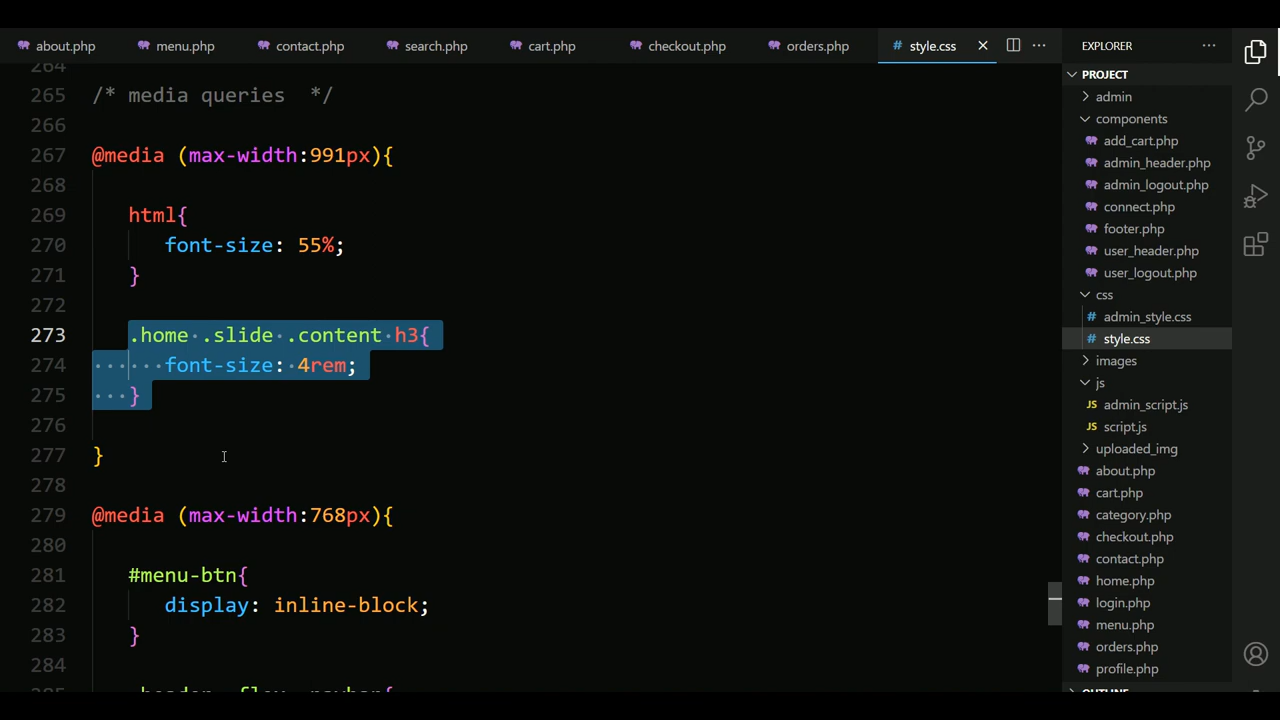 about.php menu.php contact.php search.php cart.php checkout.php orders.php # style.css × ···
264
265 /* media queries  */
266
267 @media (max-width:991px){
268
269 html{
270 font-size: 55%;
271 }
272
273 .home .slide .content h3{
274 font-size: 4rem;
275 }
276
277 }
278
279 @media (max-width:768px){
280
281 #menu-btn{
282 display: inline-block;
283 }
284
EXPLORER ···
PROJECT
admin
components
add_cart.php
admin_header.php
admin_logout.php
connect.php
footer.php
user_header.php
user_logout.php
css
# admin_style.css
# style.css
images
js
JS admin_script.js
JS script.js
uploaded_img
about.php
cart.php
category.php
checkout.php
contact.php
home.php
login.php
menu.php
orders.php
profile.php
OUTLINE